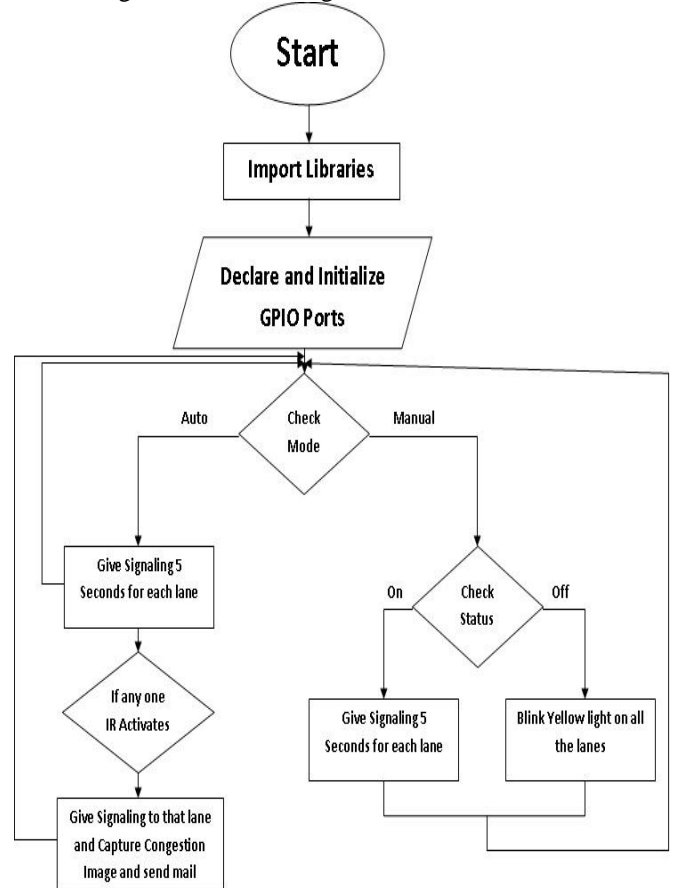 Start
Import Libraries
Declare and Initialize
GPIO Ports
Check
Mode
Auto
Manual
Give Signaling 5
Seconds for each lane
If any one
IR Activates
Give Signaling to that lane
and Capture Congestion
Image and send mail
Check
Status
On
Off
Give Signaling 5
Seconds for each lane
Blink Yellow light on all
the lanes